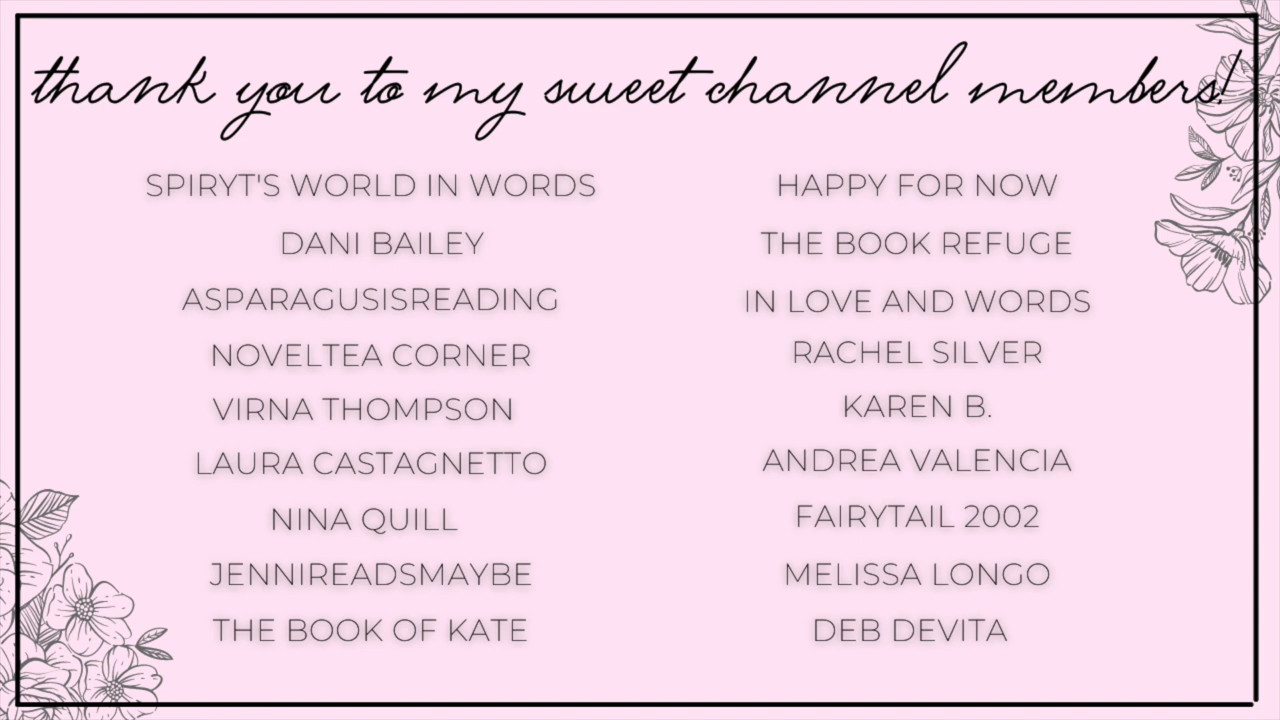 thank you to my sweet channel members!
SPIRYT'S WORLD IN WORDS
DANI BAILEY
ASPARAGUSISREADING
NOVELTEA CORNER
VIRNA THOMPSON
LAURA CASTAGNETTO
NINA QUILL
JENNIREADSMAYBE
THE BOOK OF KATE
HAPPY FOR NOW
THE BOOK REFUGE
IN LOVE AND WORDS
RACHEL SILVER
KAREN B.
ANDREA VALENCIA
FAIRYTAIL 2002
MELISSA LONGO
DEB DEVITA